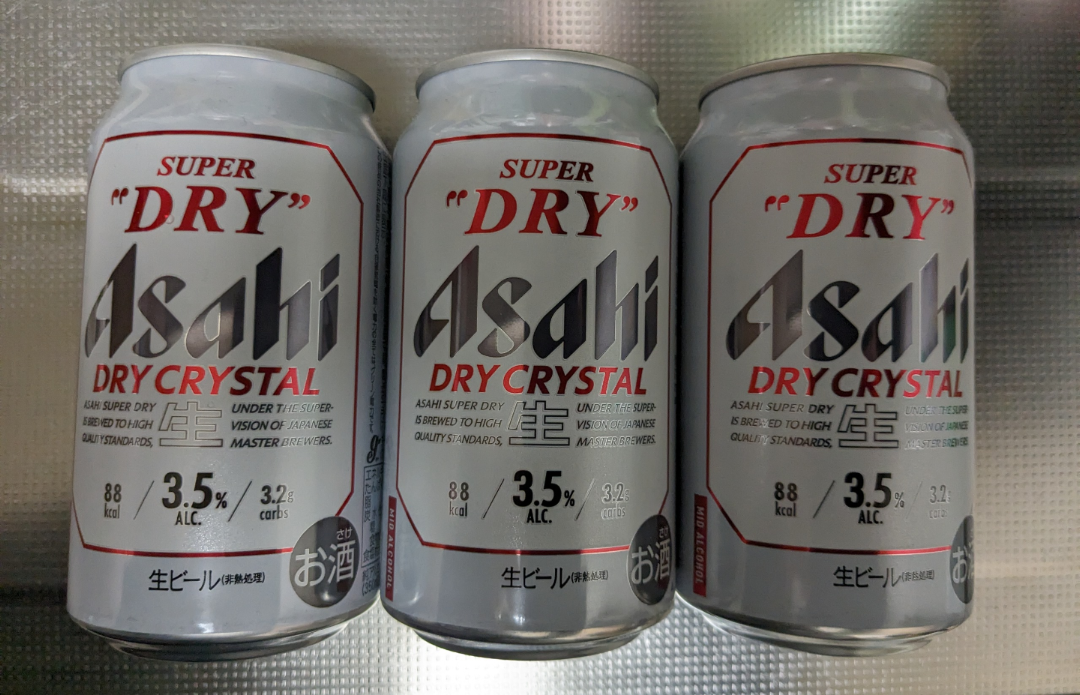 SUPER
"DRY"
Asahi
DRY CRYSTAL
ASAHI SUPER DRY
IS BREWED TO HIGH
QUALITY STANDARDS,
生
UNDER THE SUPER-
VISION OF JAPANESE
MASTER BREWERS.
88
kcal
3.5%
ALC.
3.2g
carbs
さけ
お酒
生ビール(非熱処理)
SUPER
"DRY"
Asahi
DRY CRYSTAL
ASAHI SUPER DRY
IS BREWED TO HIGH
QUALITY STANDARDS,
生
UNDER THE SUPER-
VISION OF JAPANESE
MASTER BREWERS.
88
kcal
3.5%
ALC.
3.2g
carbs
MID ALCOHOL
さけ
お酒
生ビール(非熱処理)
SUPER
"DRY"
Asahi
DRY CRYSTAL
ASAHI SUPER DRY
IS BREWED TO HIGH
QUALITY STANDARDS,
生
UNDER THE SUPER
VISION OF JAPANESE
MASTER BREWERS
88
kcal
3.5%
ALC.
3.2
carb
MID ALCOHOL
お
生ビール(非熱処理)